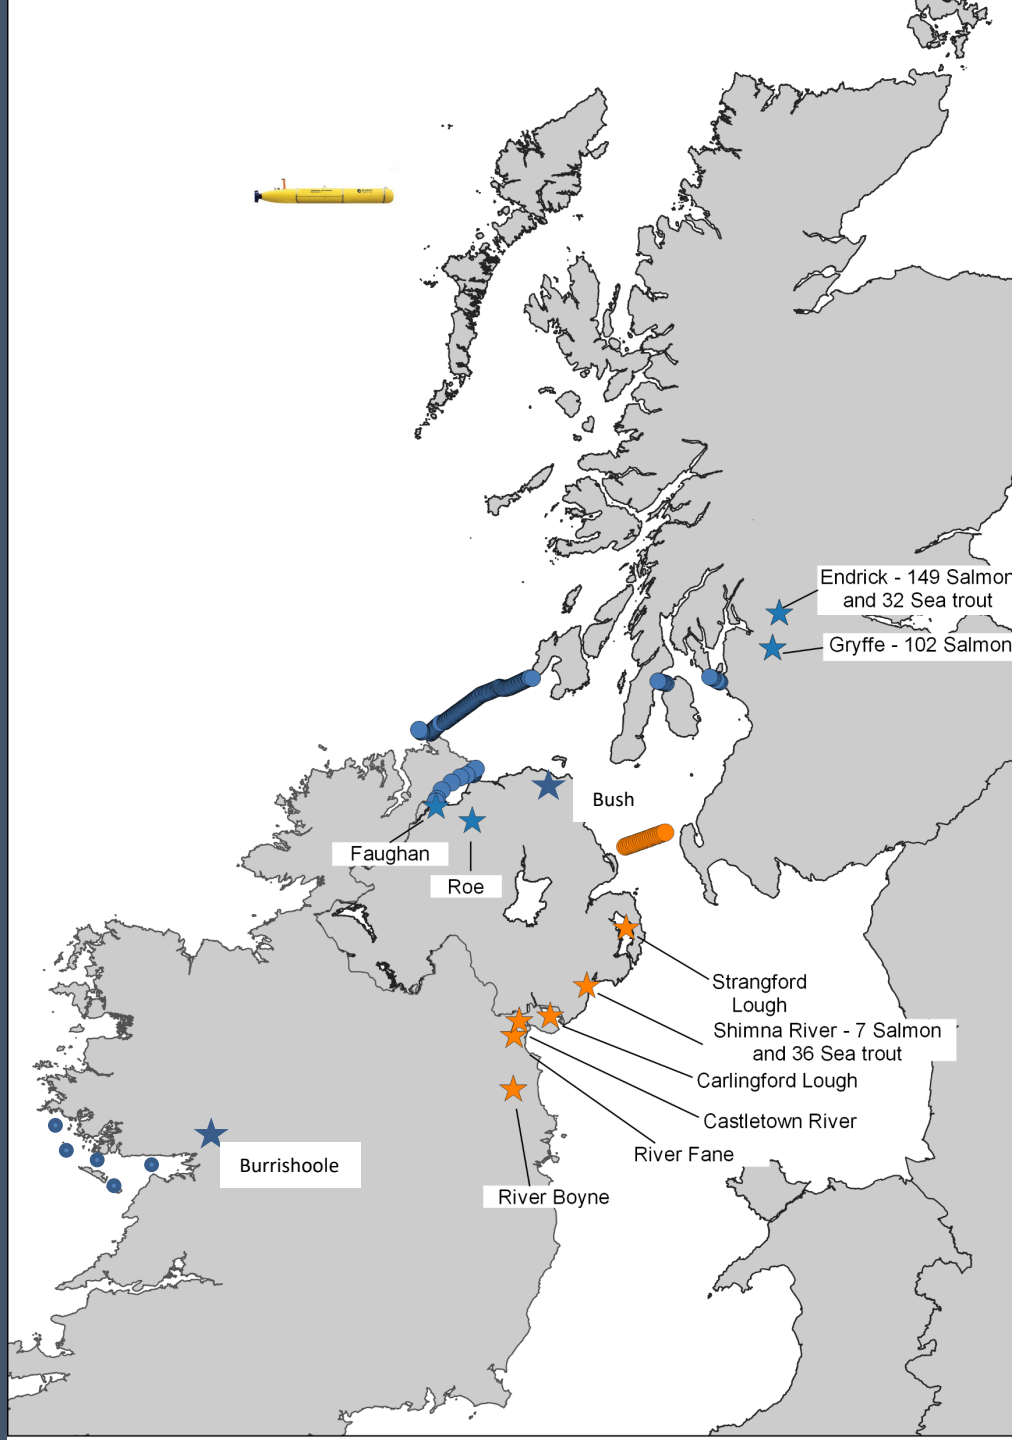 Endrick - 149 Salmon
and 32 Sea trout
Gryffe - 102 Salmon
Bush
Faughan
Roe
Strangford
Lough
Shimna River - 7 Salmon
and 36 Sea trout
Carlingford Lough
Castletown River
River Fane
Burrishoole
River Boyne